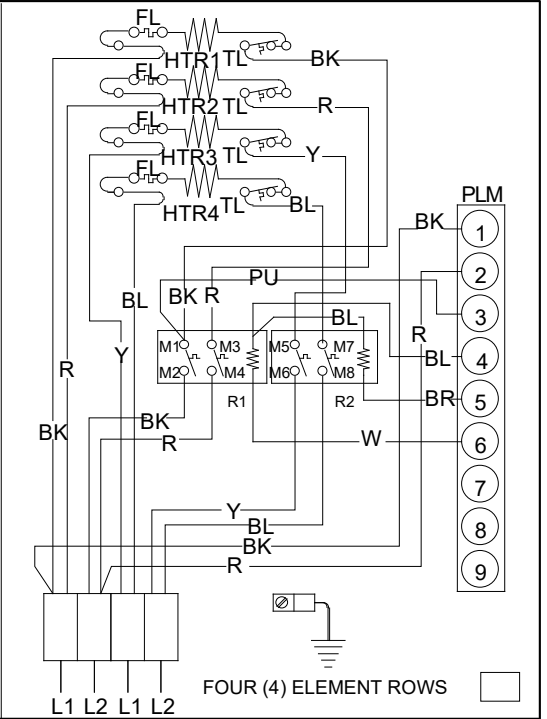 FL
HTR1 TL BK
FL
HTR2 TL R
FL
HTR3 TL Y
FL
HTR4 TL BL
PLM
BK 1
2
PU
BL BK R
3
BL
R
M1 M3 M5 M7
Y
4
BL
R
M2 M4 M6 M8
BR 5
R1 R2
BK
BK
R
W 6
7
Y
BL
8
BK
R
9
FOUR (4) ELEMENT ROWS
L1 L2 L1 L2